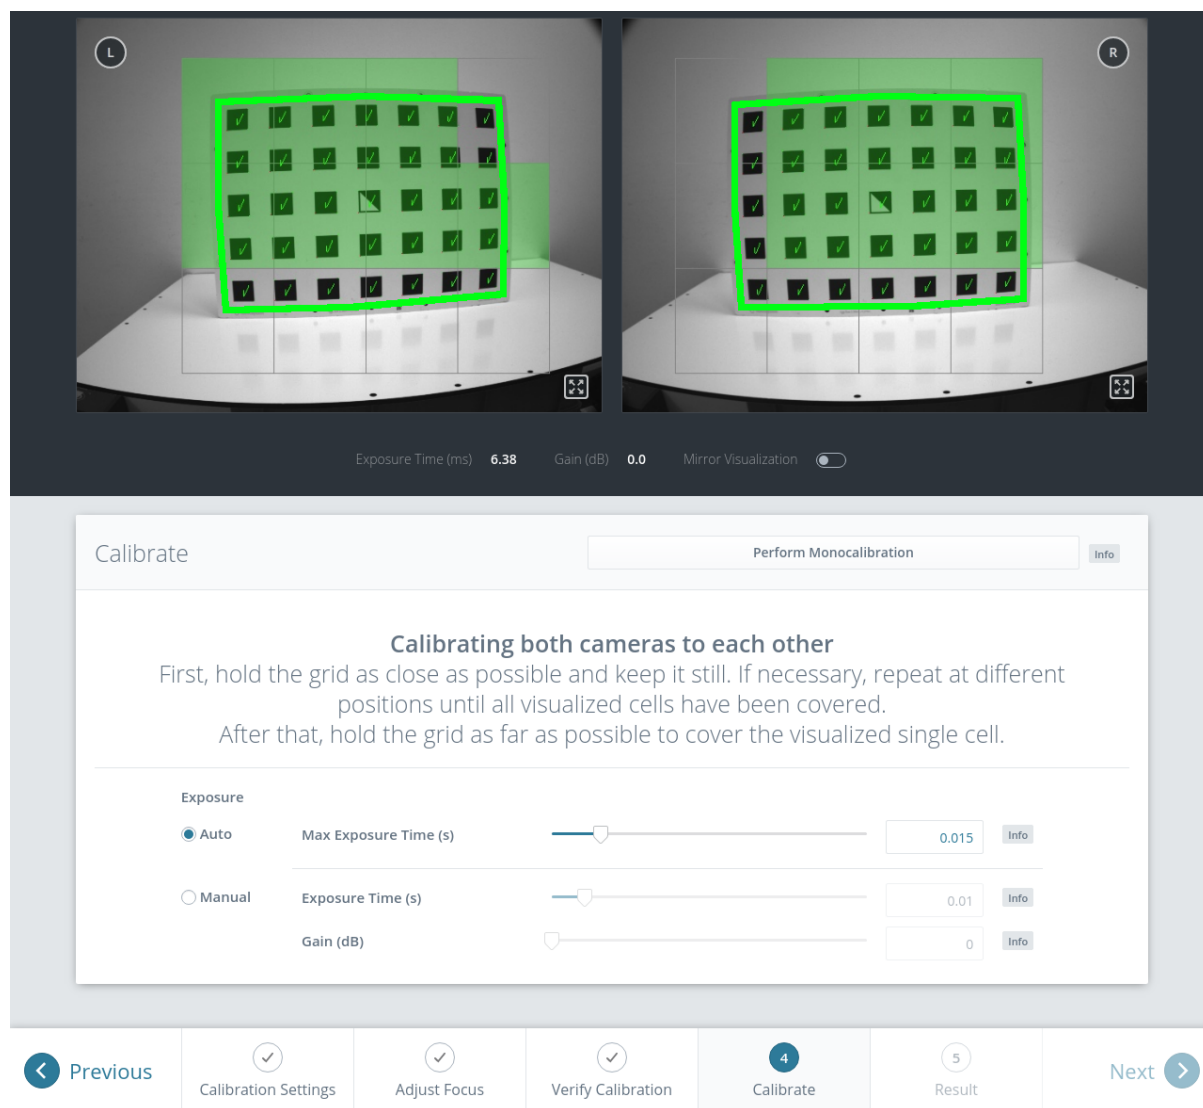 L
R
Exposure Time (ms) 6.38 Gain (dB) 0.0 Mirror Visualization
Calibrate
Perform Monocalibration
Info
Calibrating both cameras to each other
First, hold the grid as close as possible and keep it still. If necessary, repeat at different
positions until all visualized cells have been covered.
After that, hold the grid as far as possible to cover the visualized single cell.
Exposure
Auto Max Exposure Time (s) 0.015 Info
Manual Exposure Time (s) 0.01 Info
Gain (dB) 0 Info
Previous
Calibration Settings
Adjust Focus
Verify Calibration
4
Calibrate
5
Result
Next